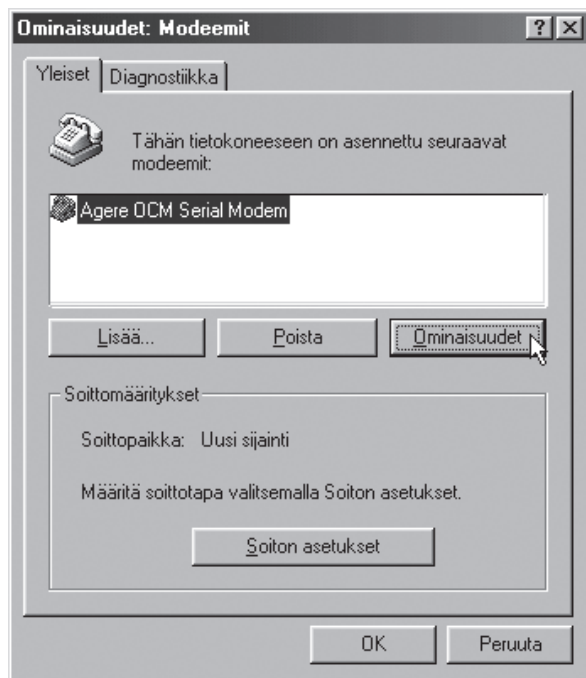 Ominaisuudet: Modeemit
Yleiset Diagnostiikka
Tähän tietokoneeseen on asennettu seuraavat
modeemit:
Agere OCM Serial Modem
Lisää... Poista Ominaisuudet
Soittomääritykset
Soittopaikka: Uusi sijainti
Määritä soittotapa valitsemalla Soiton asetukset.
Soiton asetukset
OK Peruuta